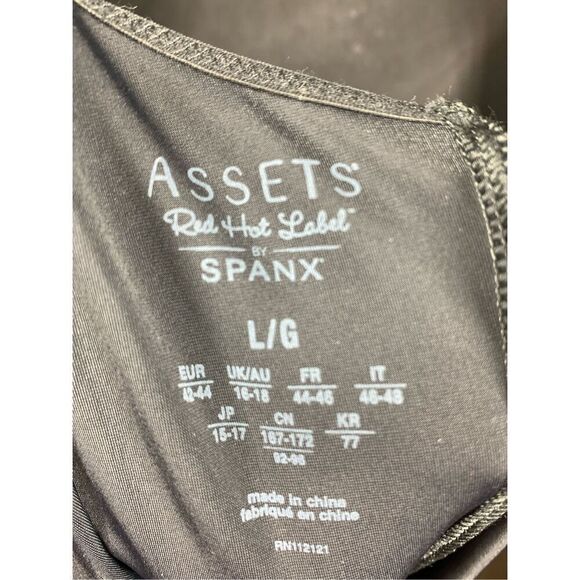 ASSETS®
Red Hot Label™
BY
SPANX®
L/G
EUR UK/AU FR IT
42-44 16-18 44-46 46-48
JP CN KR
15-17 167-172 77
92-96
made in china
fabriqué en chine
RN112121